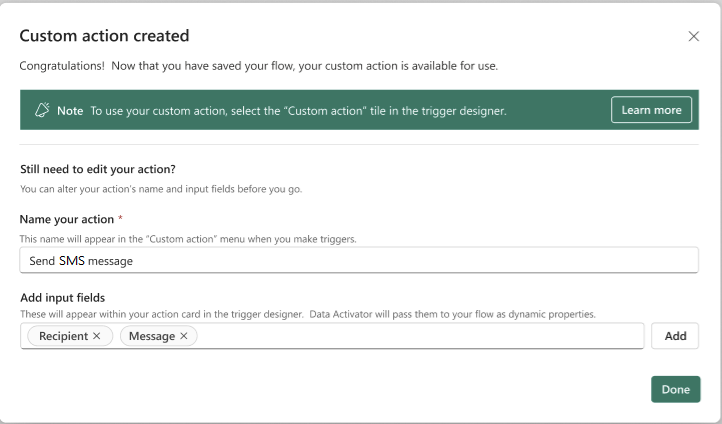 Custom action created
Congratulations!  Now that you have saved your flow, your custom action is available for use.
Note To use your custom action, select the “Custom action” tile in the trigger designer.
Learn more
Still need to edit your action?
You can alter your action's name and input fields before you go.
Name your action *
This name will appear in the “Custom action” menu when you make triggers.
Send SMS message
Add input fields
These will appear within your action card in the trigger designer.  Data Activator will pass them to your flow as dynamic properties.
Recipient × Message ×
Add
Done